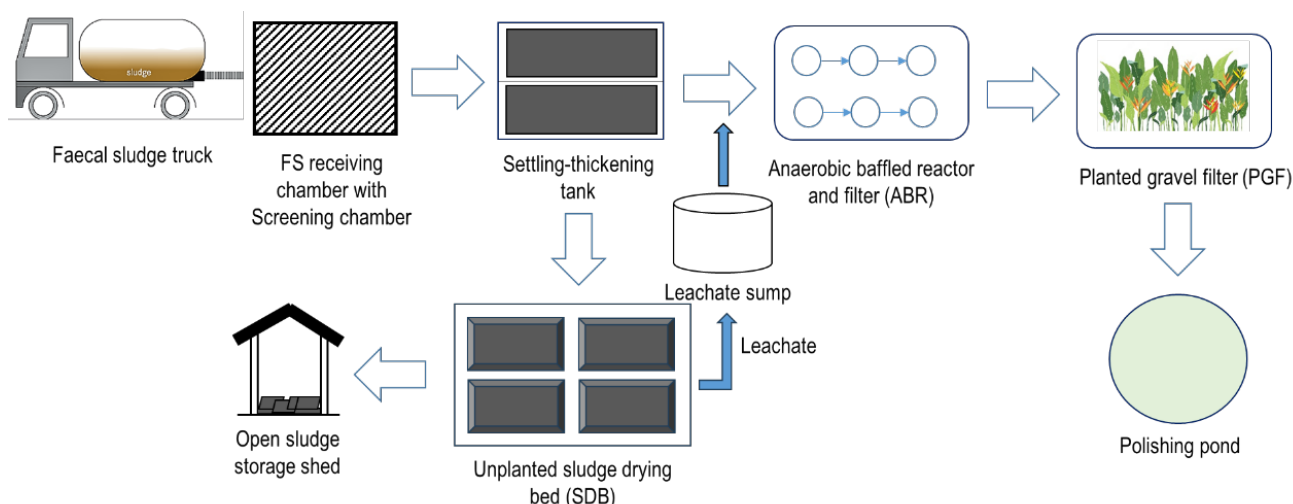 sludge
Faecal sludge truck
FS receiving
chamber with
Screening chamber
Settling-thickening
tank
Anaerobic baffled reactor
and filter (ABR)
Planted gravel filter (PGF)
Leachate sump
Leachate
Open sludge
storage shed
Unplanted sludge drying
bed (SDB)
Polishing pond